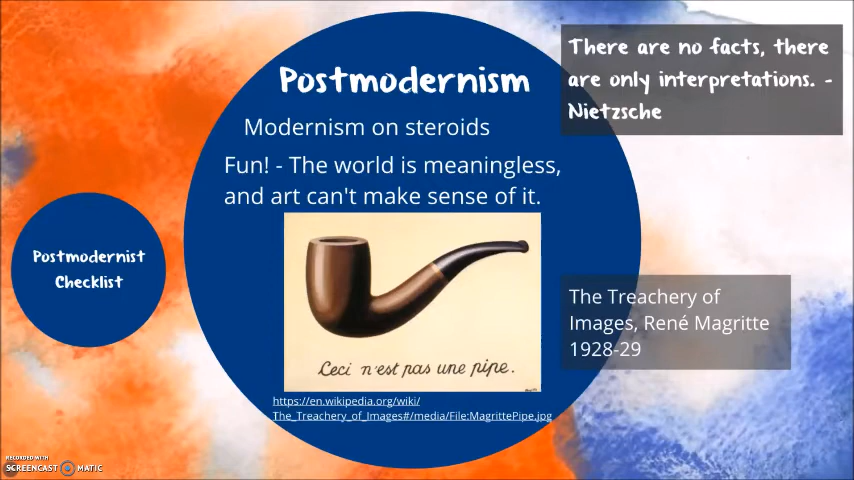 Postmodernism
Modernism on steroids
Fun! - The world is meaningless,
and art can't make sense of it.
Ceci n'est pas une pipe.
https://en.wikipedia.org/wiki/
The_Treachery_of_Images#/media/File:MagrittePipe.jpg
There are no facts, there
are only interpretations. -
Nietzsche
The Treachery of
Images, René Magritte
1928-29
Postmodernist
Checklist
RECORDED WITH
SCREENCAST MATIC